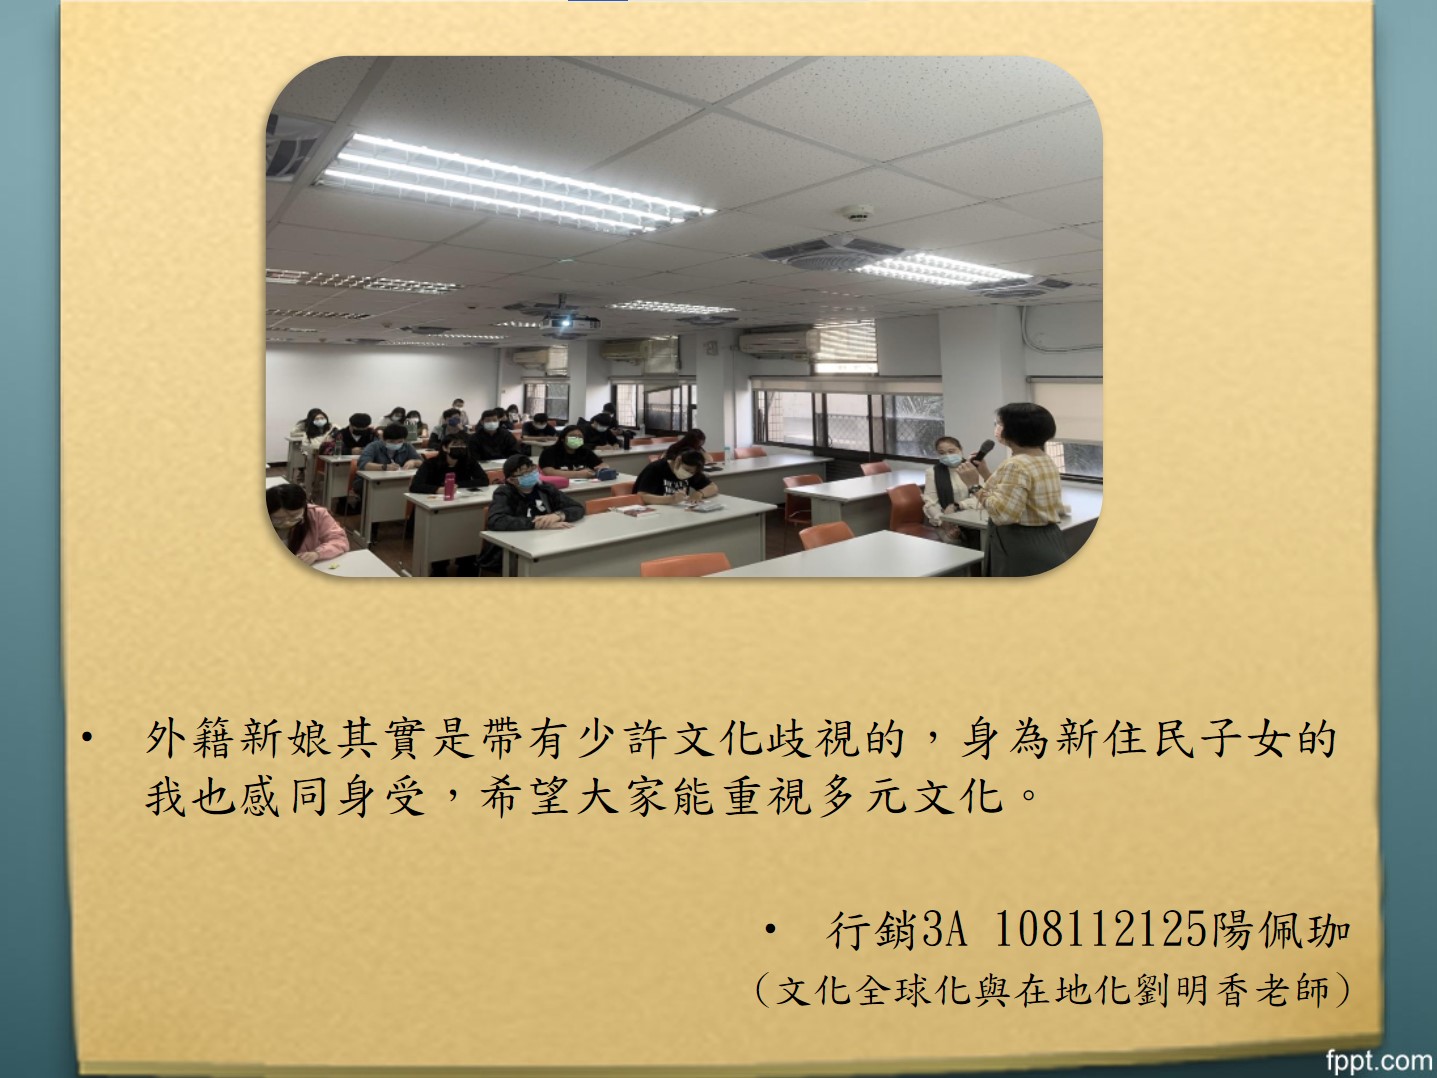 • 外籍新娘其實是帶有少許文化歧視的，身為新住民子女的
我也感同身受，希望大家能重視多元文化。
• 行銷3A 108112125陽佩珈
（文化全球化與在地化劉明香老師）
fppt.com